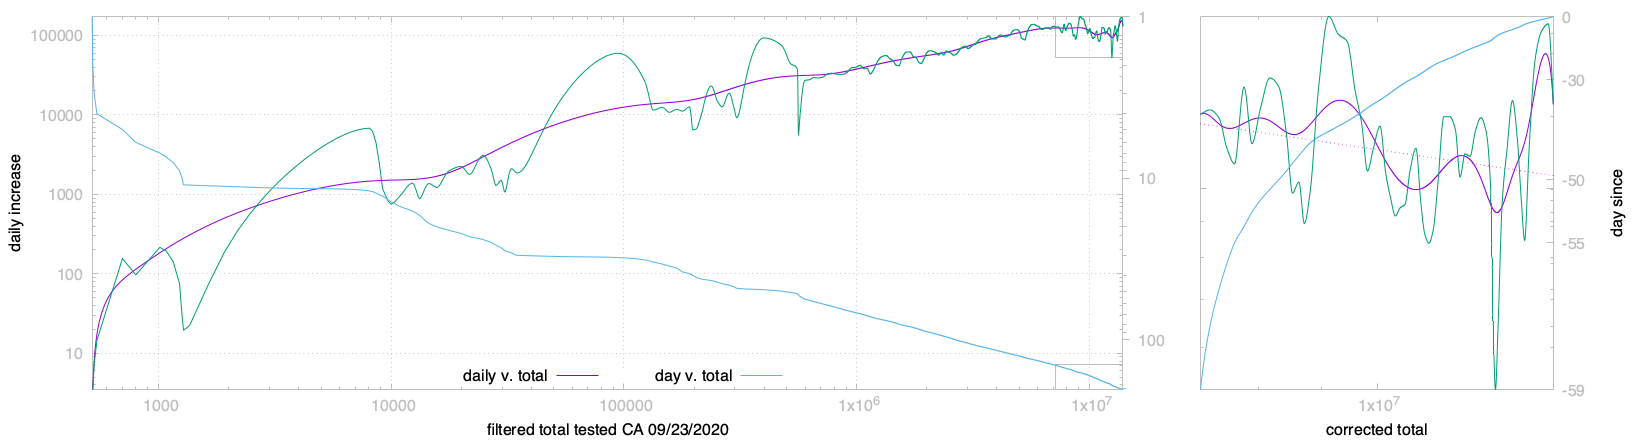 daily increase
100000
10000
1000
100
10
1
10
100
daily v. total
day v. total
1000
10000
100000
1x10^6
1x10^7
filtered total tested CA 09/23/2020
0
-30
-50
-55
-59
day since
1x10^7
corrected total